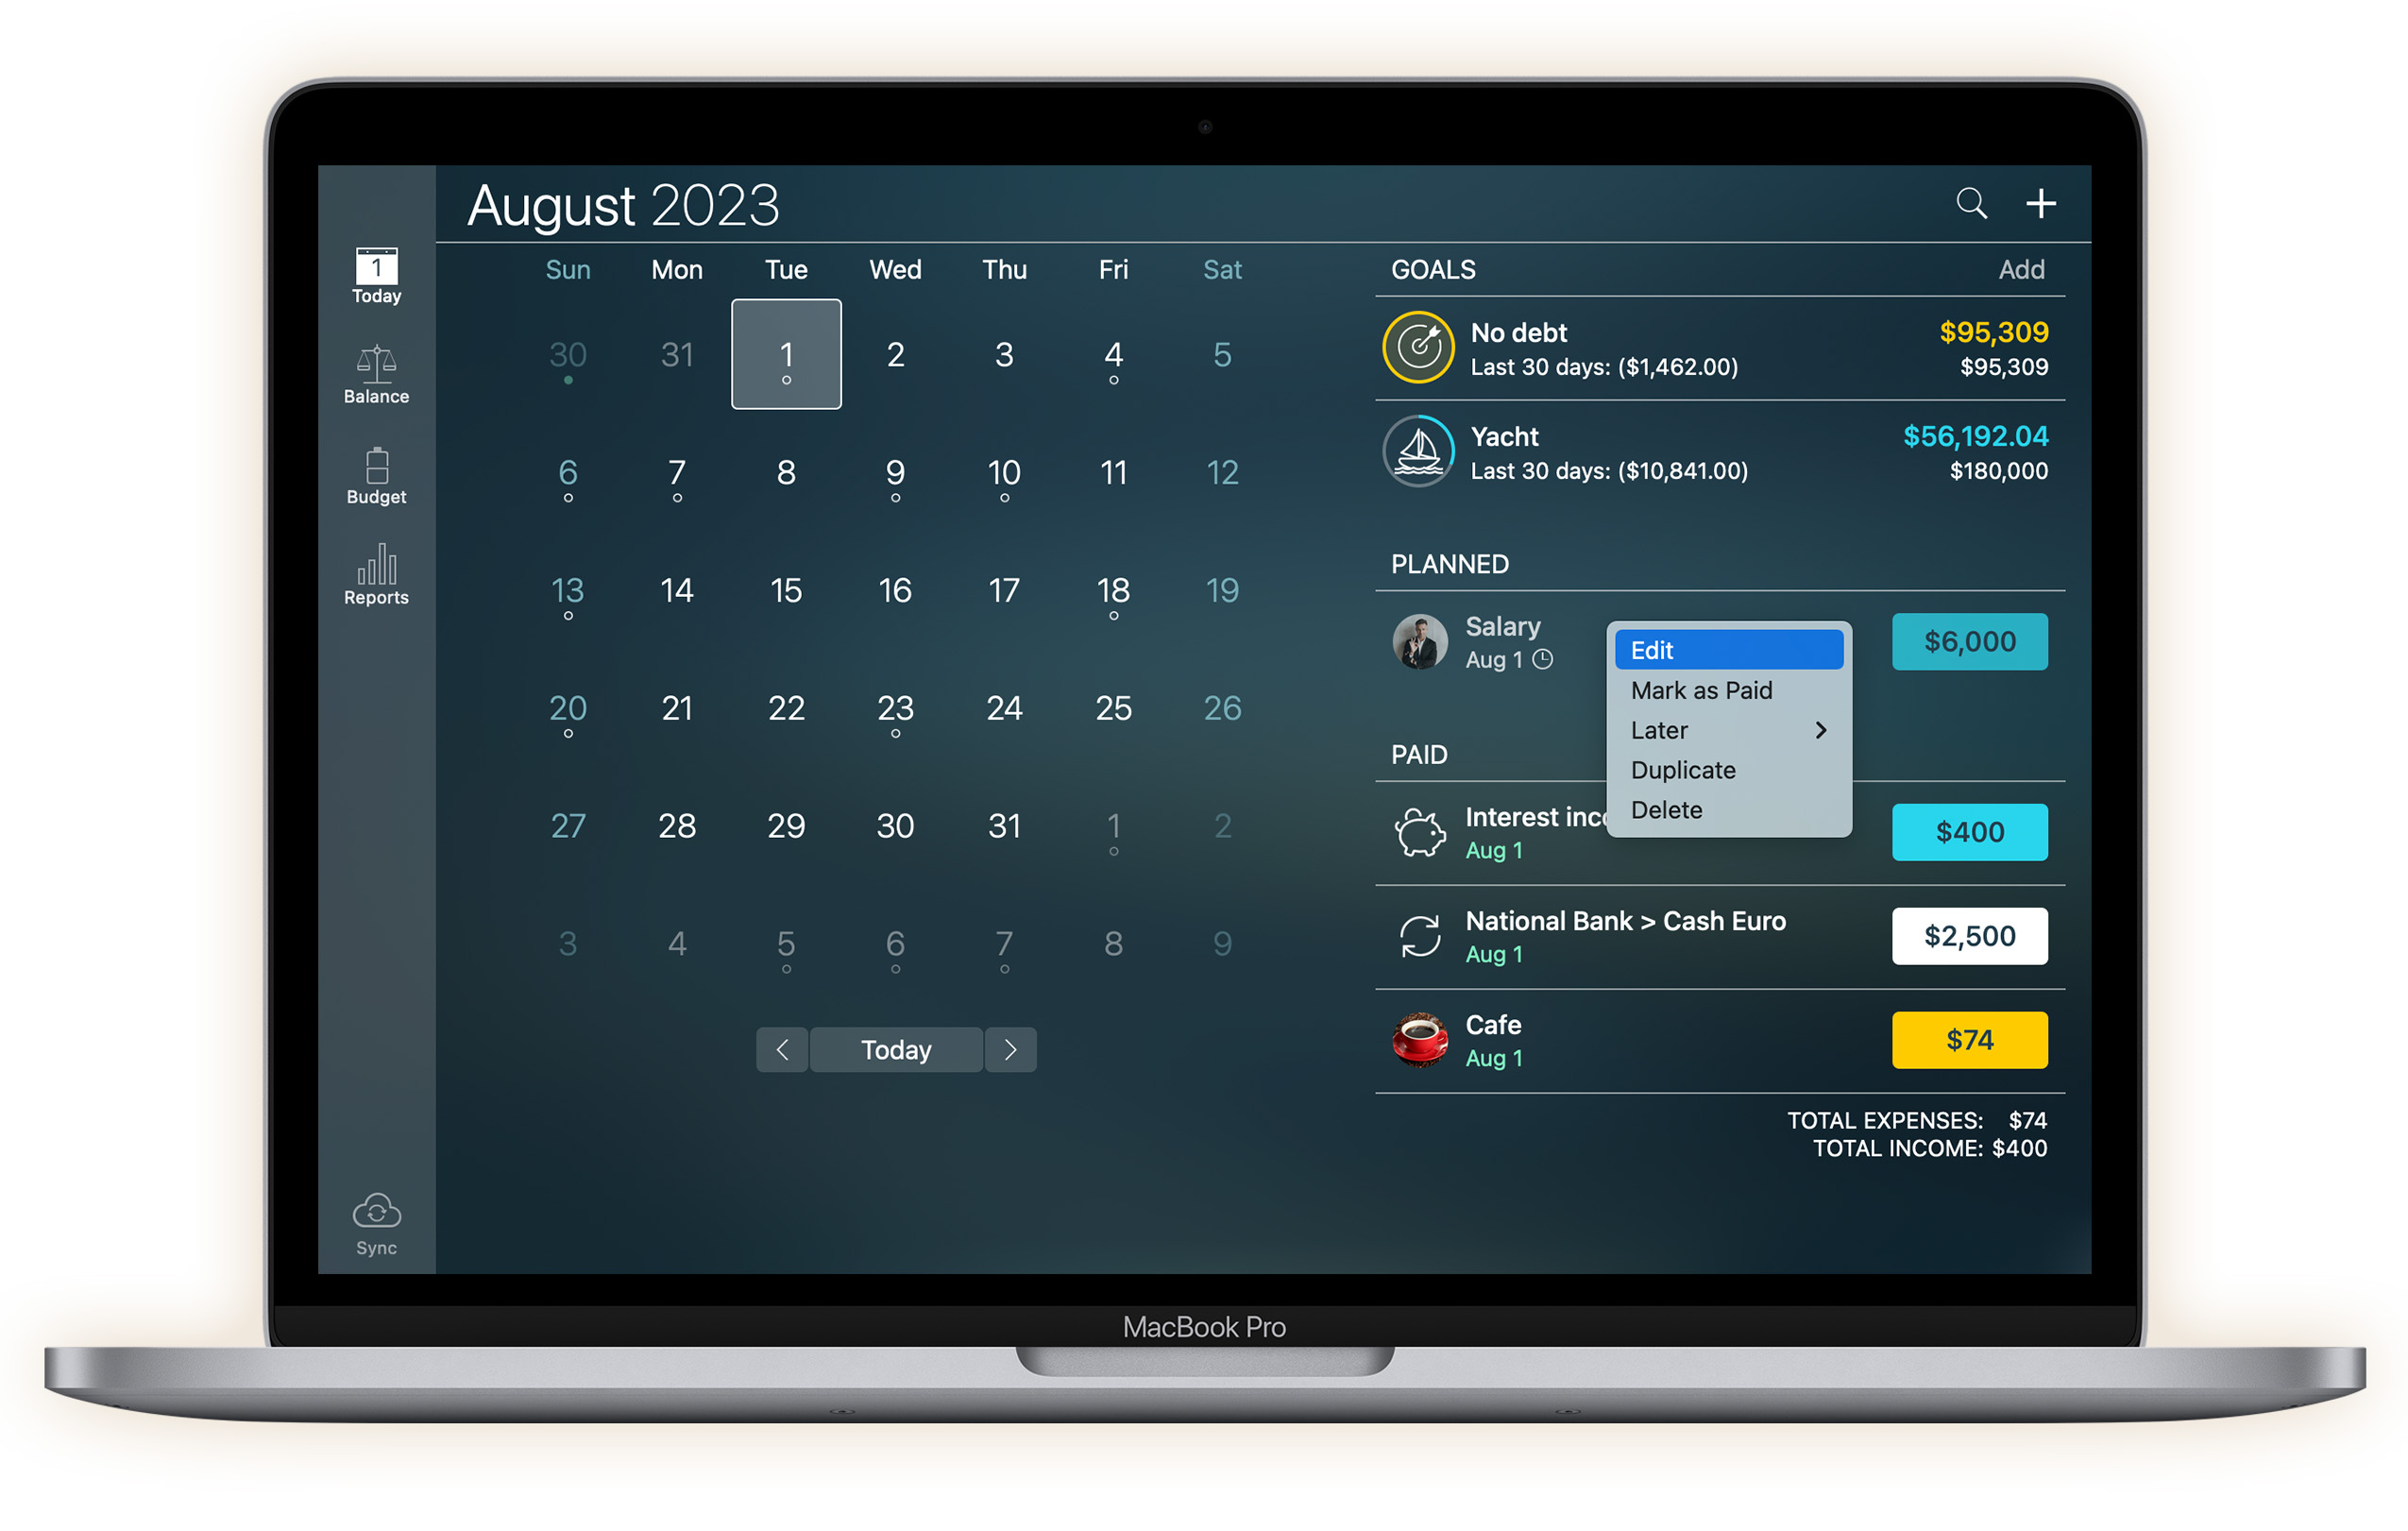 August 2023
1
Today
Balance
Budget
Reports
Sync
Sun Mon Tue Wed Thu Fri Sat
30 31 1 2 3 4 5
6 7 8 9 10 11 12
13 14 15 16 17 18 19
20 21 22 23 24 25 26
27 28 29 30 31 1 2
3 4 5 6 7 8 9
Today
GOALS Add
No debt $95,309
Last 30 days: ($1,462.00) $95,309
Yacht $56,192.04
Last 30 days: ($10,841.00) $180,000
PLANNED
Salary $6,000
Aug 1
Edit
Mark as Paid
Later
Duplicate
Delete
PAID
Interest inc $400
Aug 1
National Bank > Cash Euro $2,500
Aug 1
Cafe $74
Aug 1
TOTAL EXPENSES: $74
TOTAL INCOME: $400
MacBook Pro